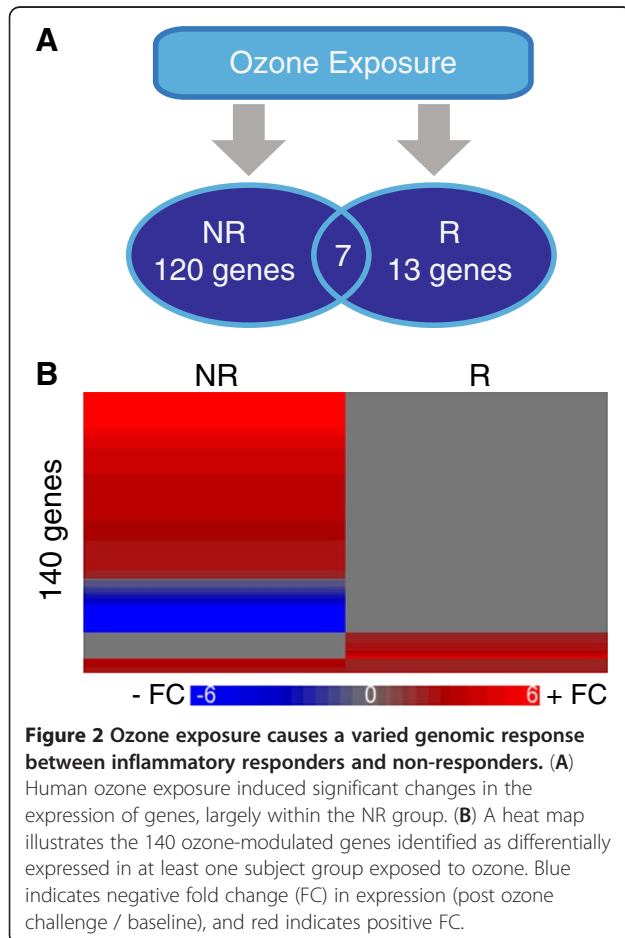 A
Ozone Exposure
NR
120 genes
7
R
13 genes
B
NR
R
140 genes
- FC
-6
0
6
+ FC
Figure 2 Ozone exposure causes a varied genomic response
between inflammatory responders and non-responders. (A)
Human ozone exposure induced significant changes in the
expression of genes, largely within the NR group. (B) A heat map
illustrates the 140 ozone-modulated genes identified as differentially
expressed in at least one subject group exposed to ozone. Blue
indicates negative fold change (FC) in expression (post ozone
challenge / baseline), and red indicates positive FC.